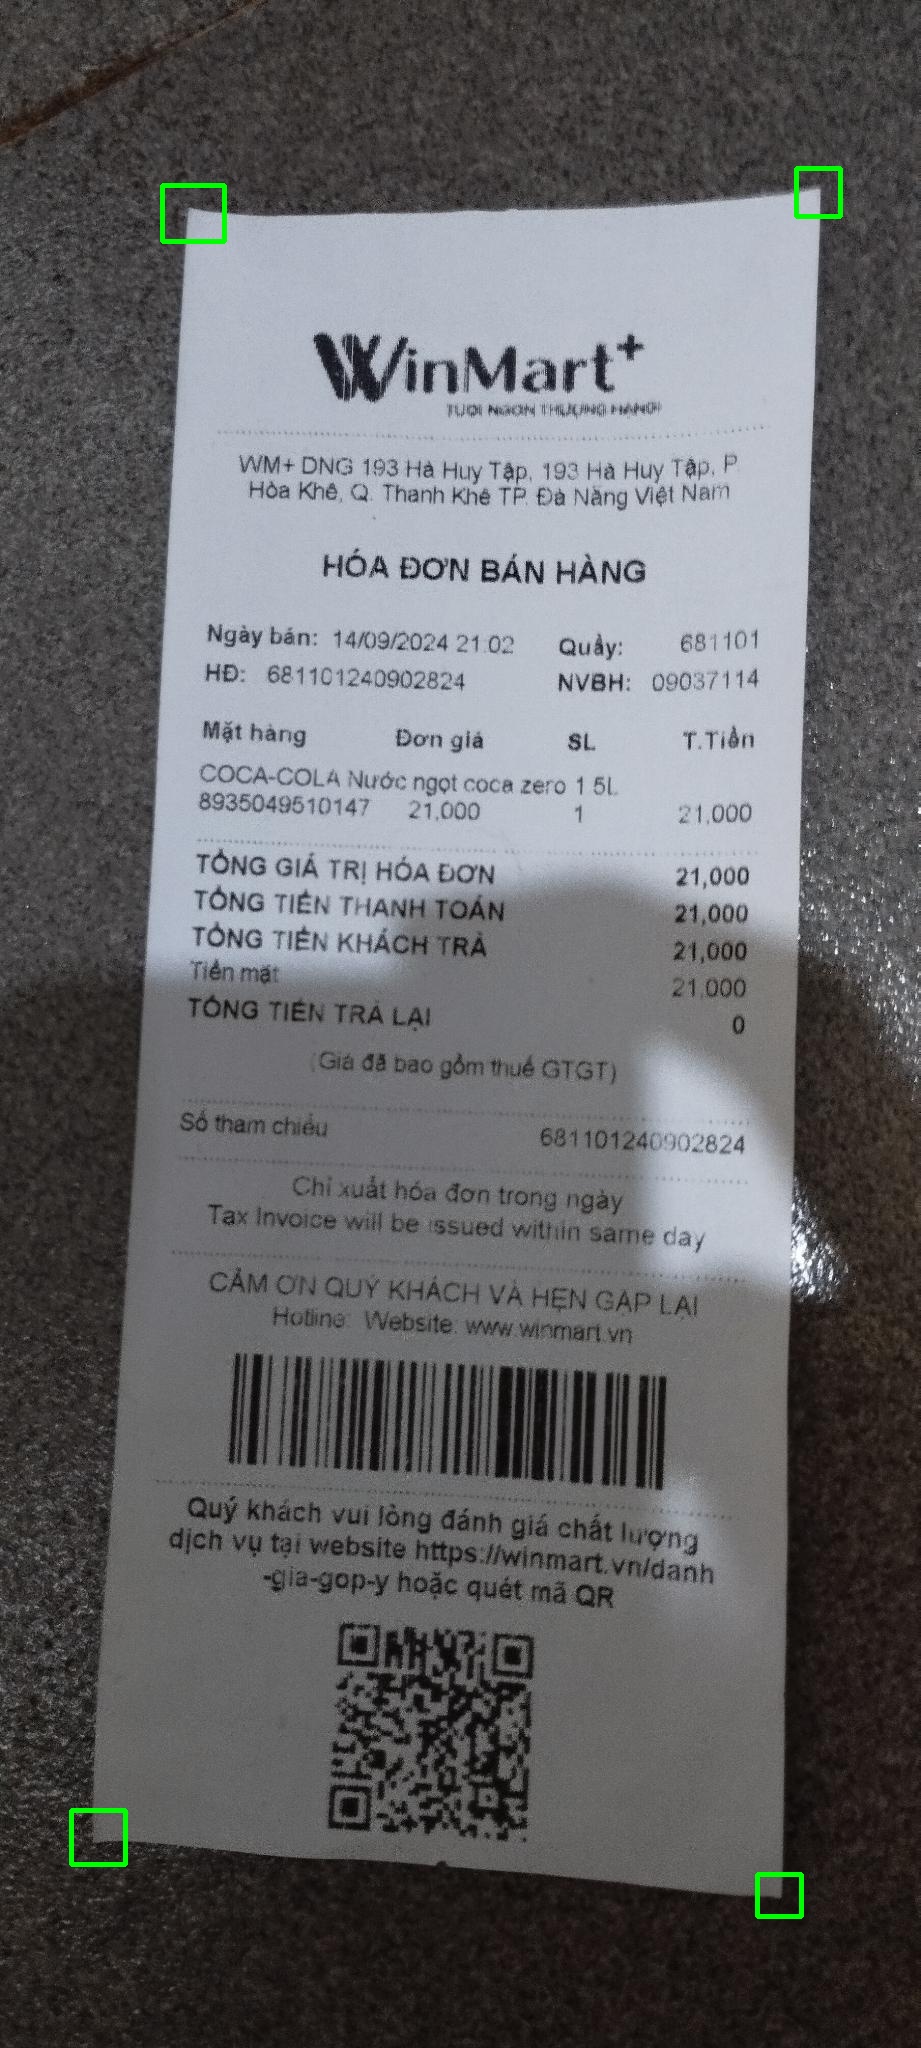 WinMart+
TƯƠI NGON THƯỢNG HẠNG!
WM+ DNG 193 Hà Huy Tập, 193 Hà Huy Tập, P.
Hòa Khê, Q. Thanh Khê TP. Đà Nẵng Việt Nam
HÓA ĐƠN BÁN HÀNG
Ngày bán: 14/09/2024 21:02 Quầy: 681101
HĐ: 681101240902824 NVBH: 09037114
Mặt hàng Đơn giá SL T.Tiền
COCA-COLA Nước ngọt coca zero 1.5L
8935049510147 21,000 1 21,000
TỔNG GIÁ TRỊ HÓA ĐƠN 21,000
TỔNG TIỀN THANH TOÁN 21,000
TỔNG TIỀN KHÁCH TRẢ 21,000
Tiền mặt 21,000
TỔNG TIỀN TRẢ LẠI 0
(Giá đã bao gồm thuế GTGT)
Số tham chiếu 681101240902824
Chỉ xuất hóa đơn trong ngày
Tax Invoice will be issued within same day
CẢM ƠN QUÝ KHÁCH VÀ HẸN GẶP LẠI
Hotline: Website: www.winmart.vn
Quý khách vui lòng đánh giá chất lượng
dịch vụ tại website https://winmart.vn/danh
-gia-gop-y hoặc quét mã QR